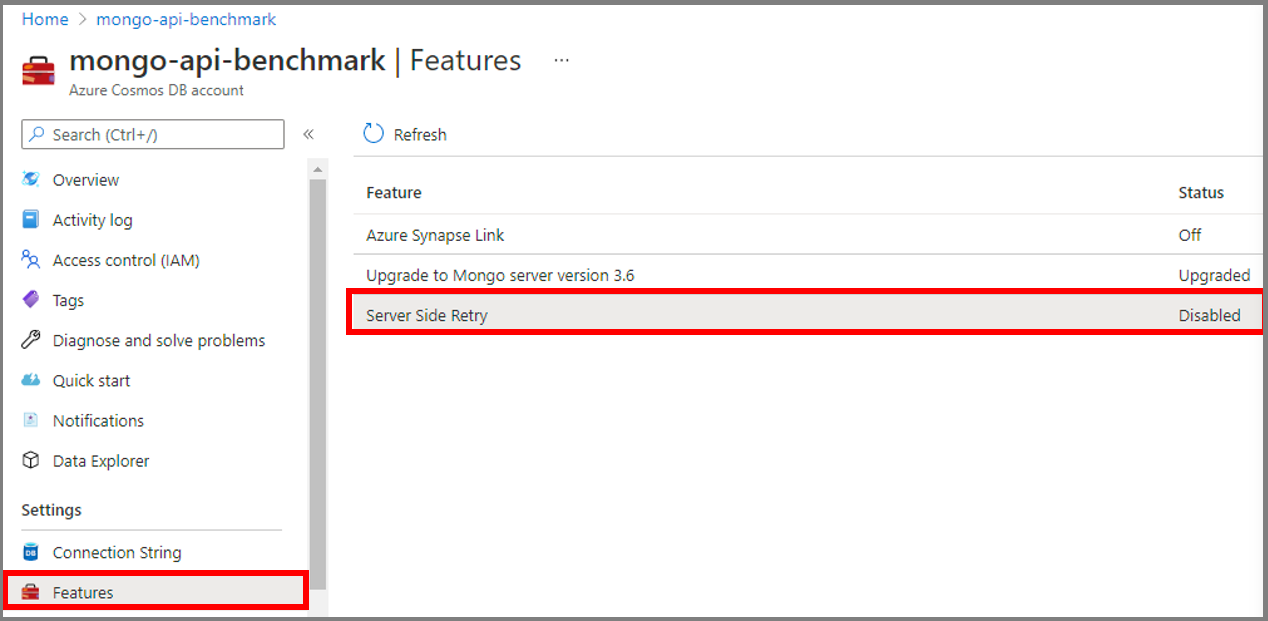 Home > mongo-api-benchmark
mongo-api-benchmark | Features ...
Azure Cosmos DB account
Search (Ctrl+/) «
Overview
Activity log
Access control (IAM)
Tags
Diagnose and solve problems
Quick start
Notifications
Data Explorer
Settings
DB Connection String
Features
Refresh
Feature Status
Azure Synapse Link Off
Upgrade to Mongo server version 3.6 Upgraded
Server Side Retry Disabled